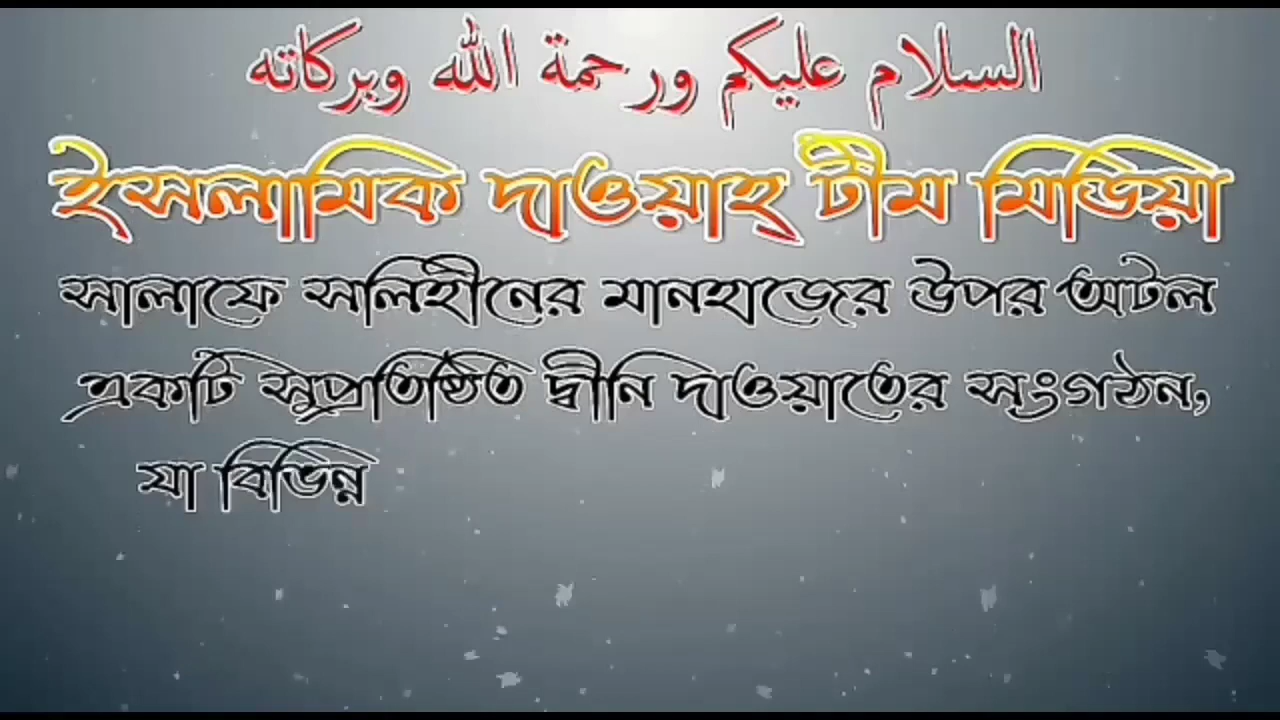 السلام عليكم ورحمة الله وبركاته
ইসলামিক দাওয়াহ্ টীম মিডিয়া
সালাফে সলিহীনের মানহাজের উপর অটল
একটি সুপ্রতিষ্ঠিত দ্বীনি দাওয়াতের সংগঠন,
যা বিভিন্ন